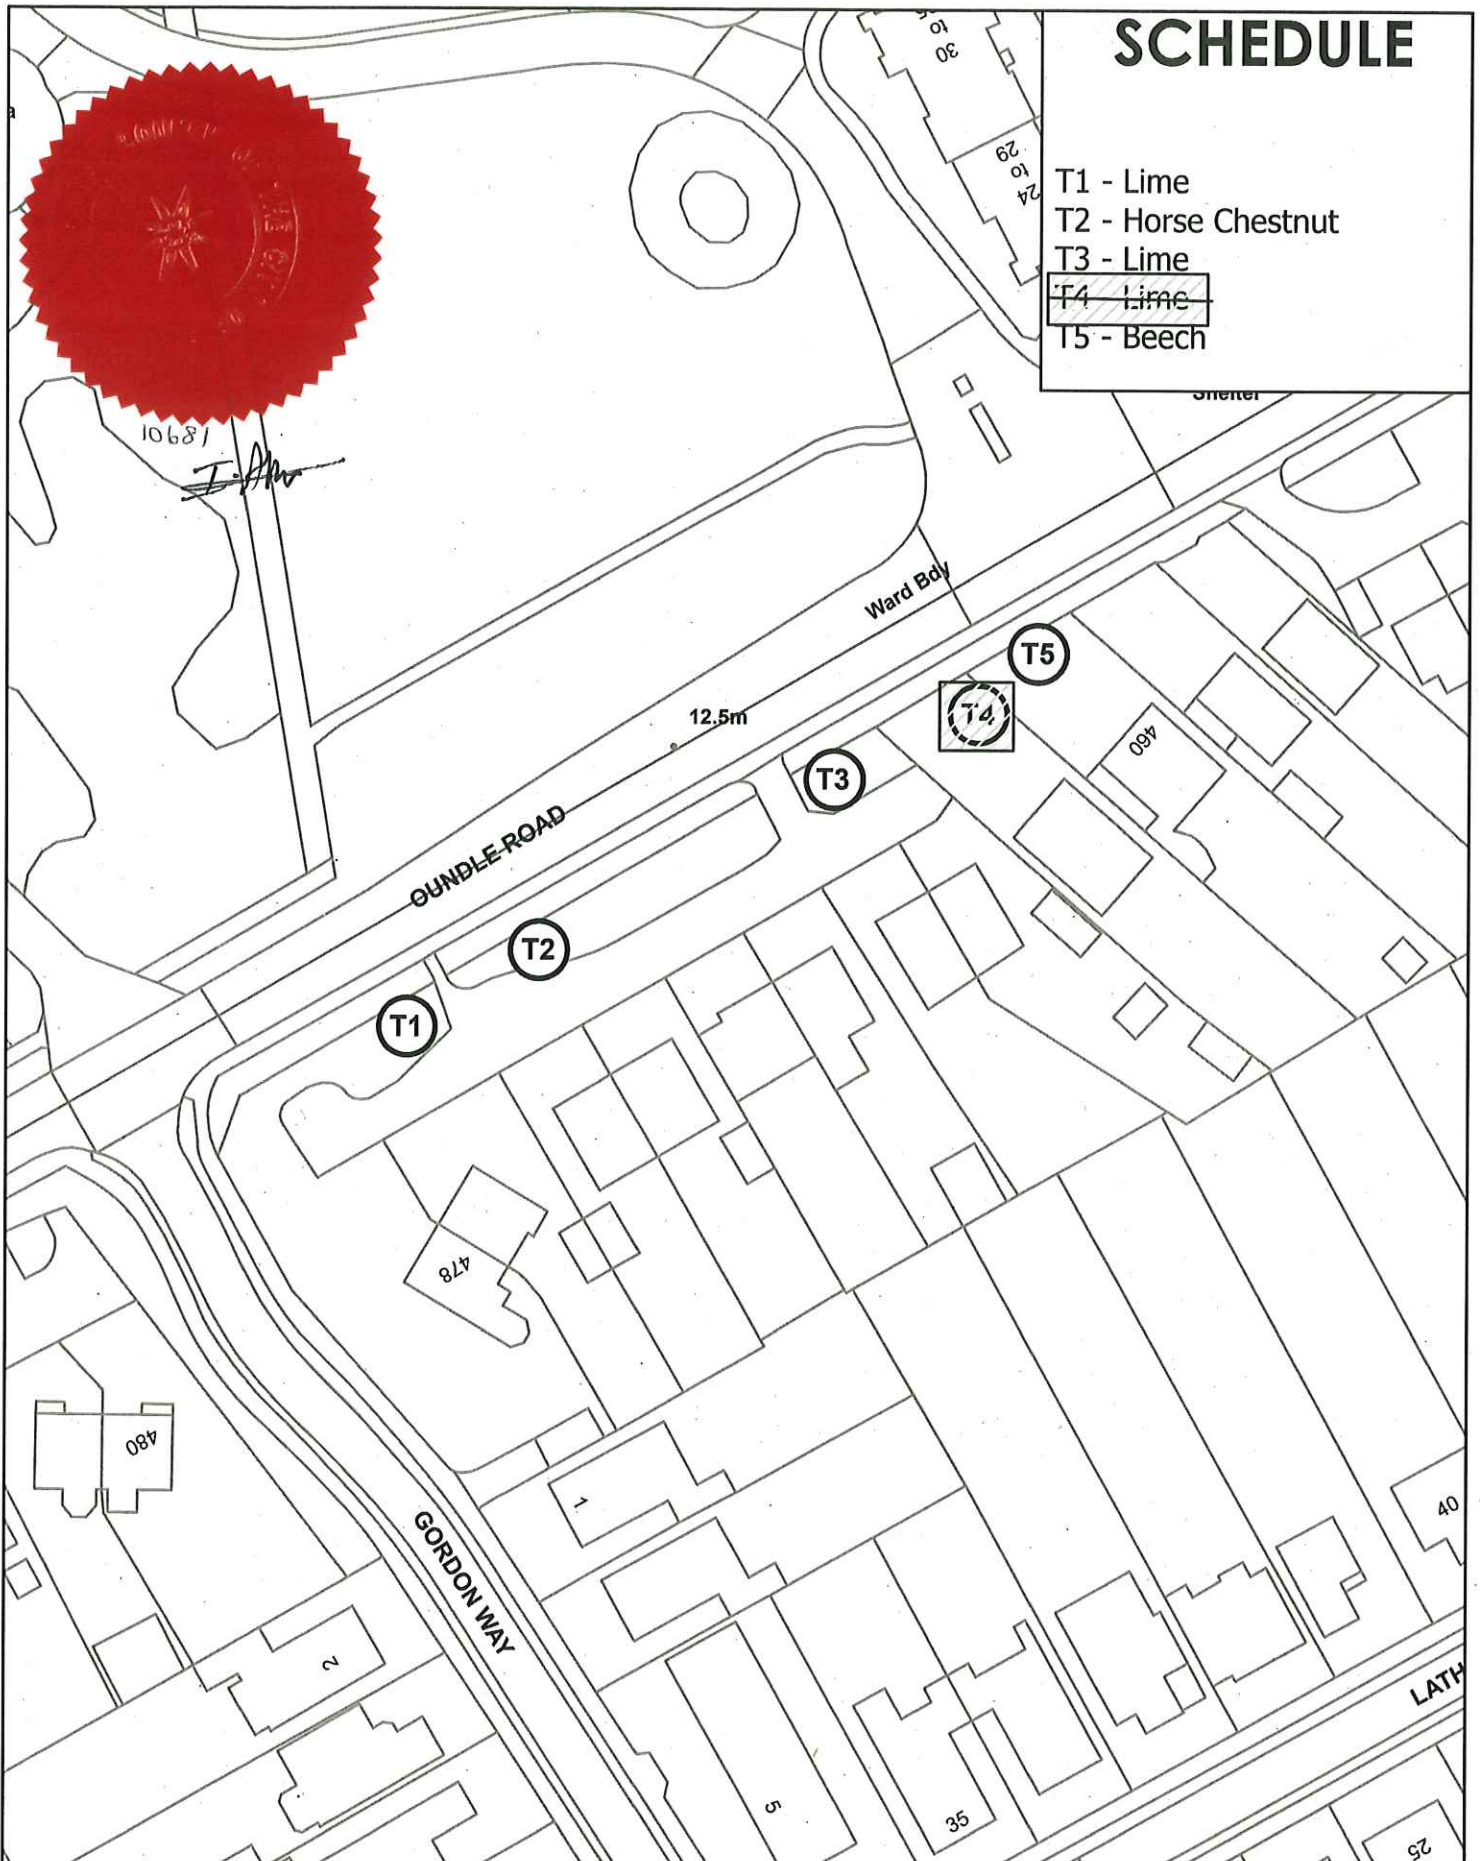 SCHEDULE
T1 - Lime
T2 - Horse Chestnut
T3 - Lime
T4 - Lime
T5 - Beech
30
to
24
to
29
Shelter
10681
Ward Bdy
T5
T4
12.5m
T3
460
OUNDLE ROAD
T2
T1
478
480
1
40
GORDON WAY
2
LATH
5
35
25